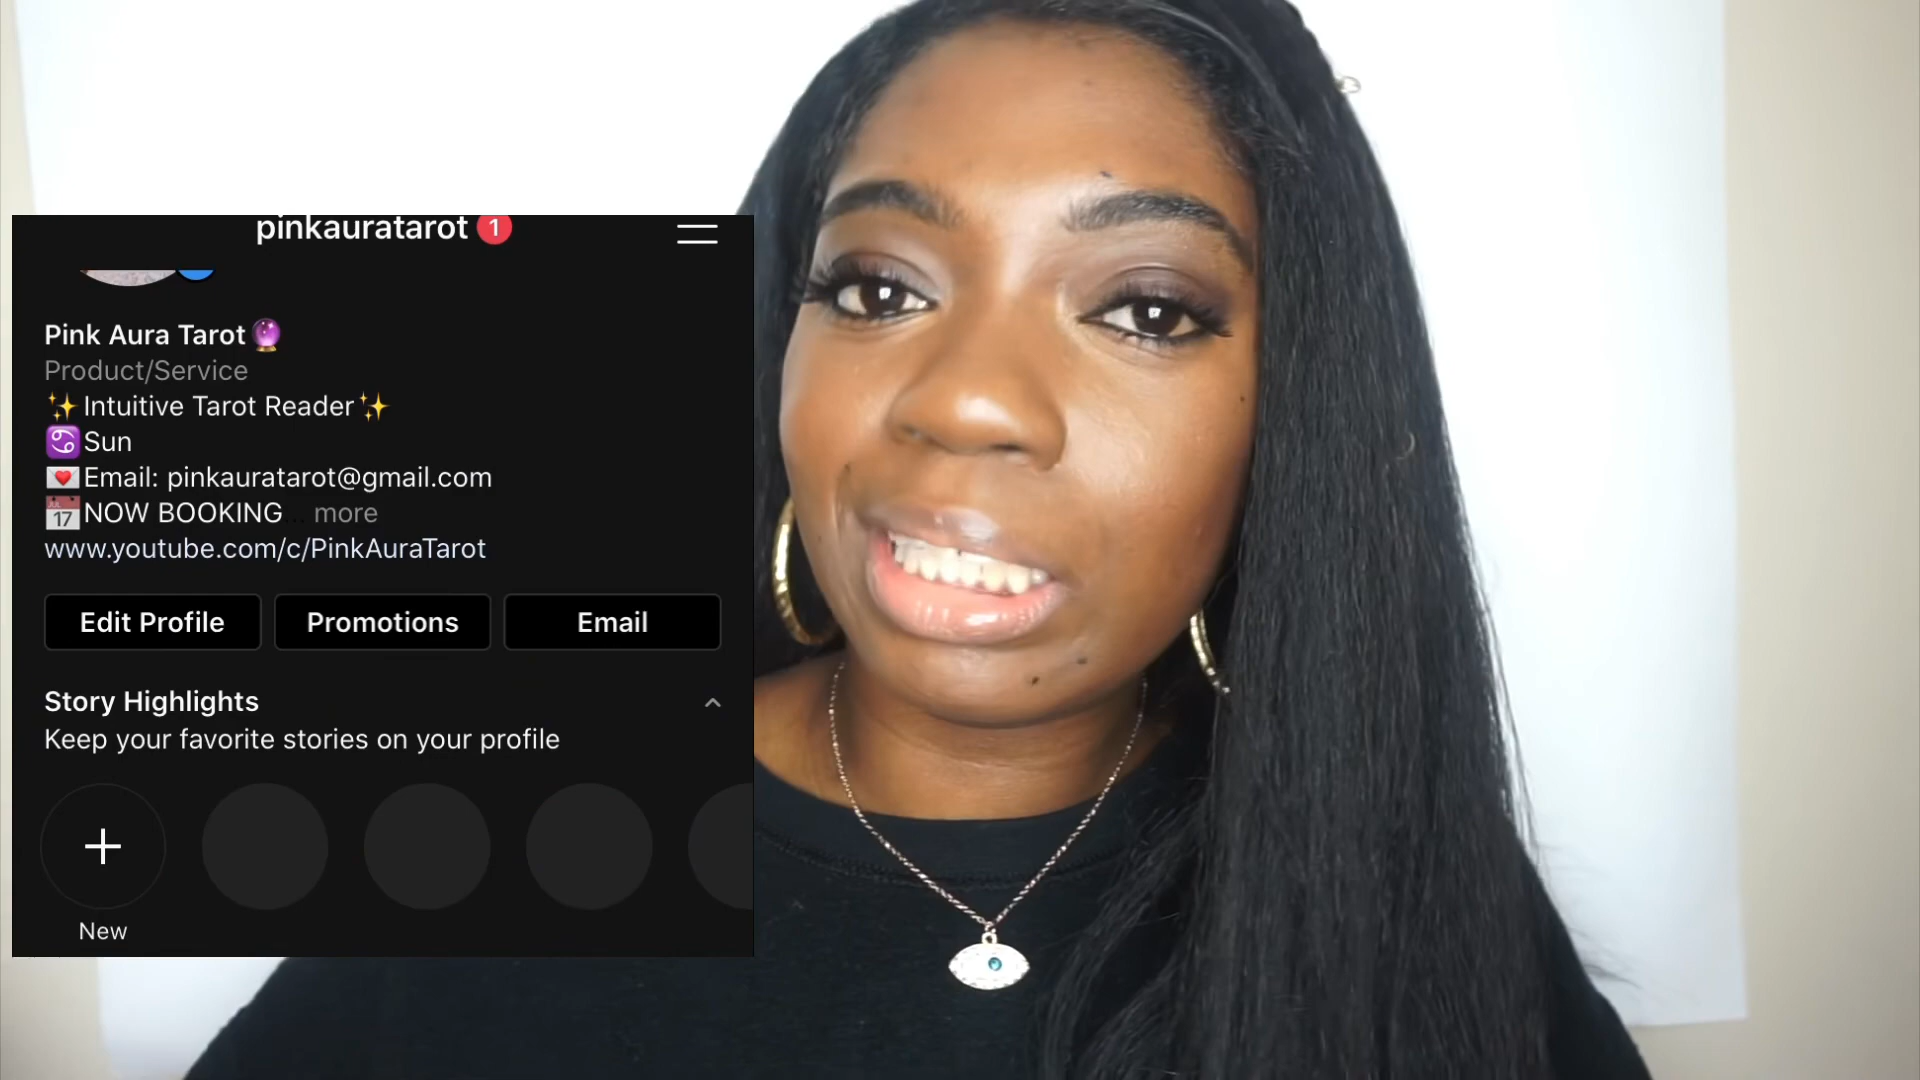 pinkauratarot 1
Pink Aura Tarot🔮
Product/Service
✨Intuitive Tarot Reader✨
♋Sun
💌Email: pinkauratarot@gmail.com
📅NOW BOOKING... more
www.youtube.com/c/PinkAuraTarot
Edit Profile Promotions Email
Story Highlights
Keep your favorite stories on your profile
New